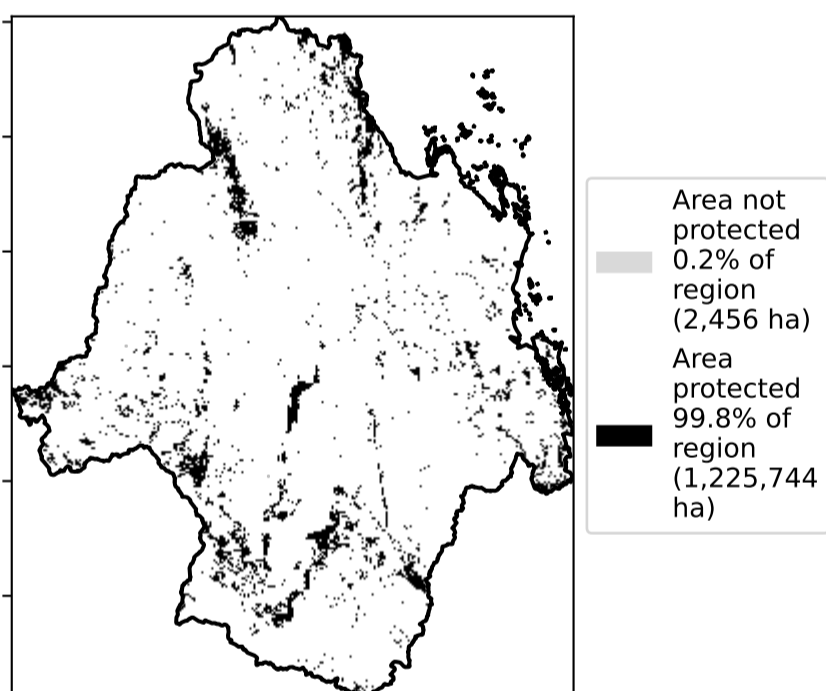 Area not
protected
0.2% of
region
(2,456 ha)
Area
protected
99.8% of
region
(1,225,744
ha)